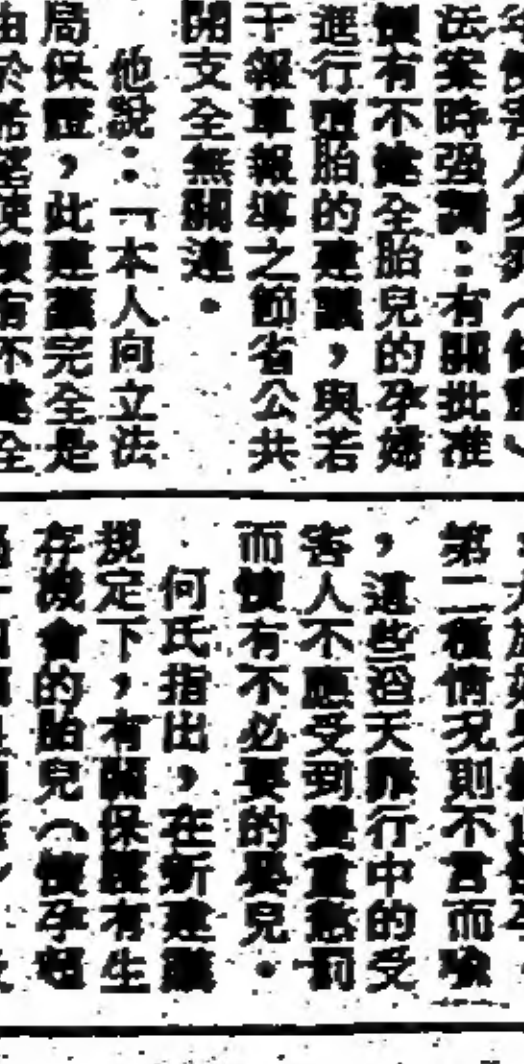 法案時强調：有關批准
懷有不健全胎兒的孕婦
進行墮胎的建議，與若
干報章報導之節省公共
開支全無關連．
他說：「本人向立法
局保證，此建議完全是
由於希望使懷有不健全
第二種情况則不言而喻
，這些滔天罪行中的受
害人不應受到雙重懲罰
而懷有不必要的嬰兒．
何氏指出，在新建議
規定下，有關保護有生
存機會的胎兒（懷孕